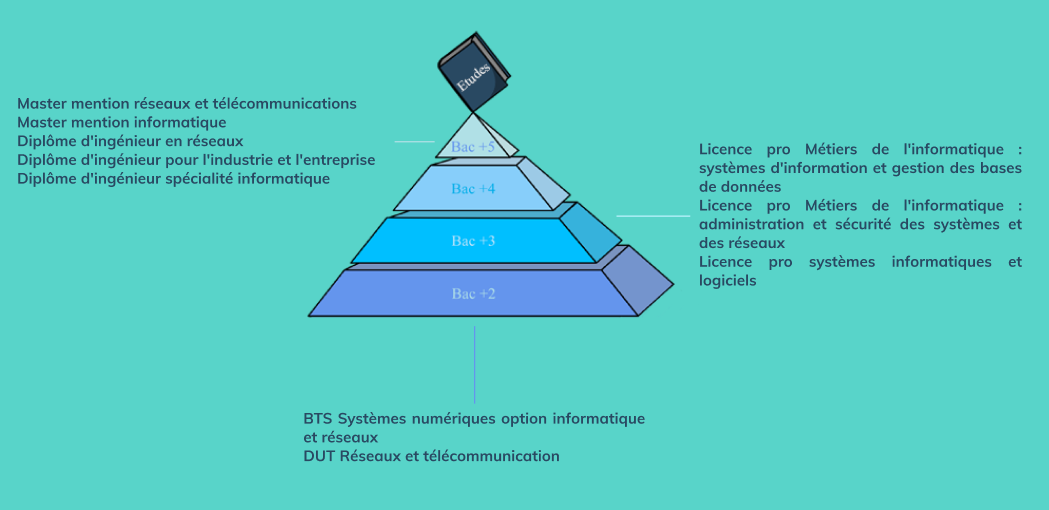 Etudes
Master mention réseaux et télécommunications
Master mention informatique
Diplôme d'ingénieur en réseaux
Diplôme d'ingénieur pour l'industrie et l'entreprise
Diplôme d'ingénieur spécialité informatique
Bac +5
Bac +4
Bac +3
Bac +2
Licence pro Métiers de l'informatique :
systèmes d'information et gestion des bases
de données
Licence pro Métiers de l'informatique :
administration et sécurité des systèmes et
des réseaux
Licence pro systèmes informatiques et
logiciels
BTS Systèmes numériques option informatique
et réseaux
DUT Réseaux et télécommunication